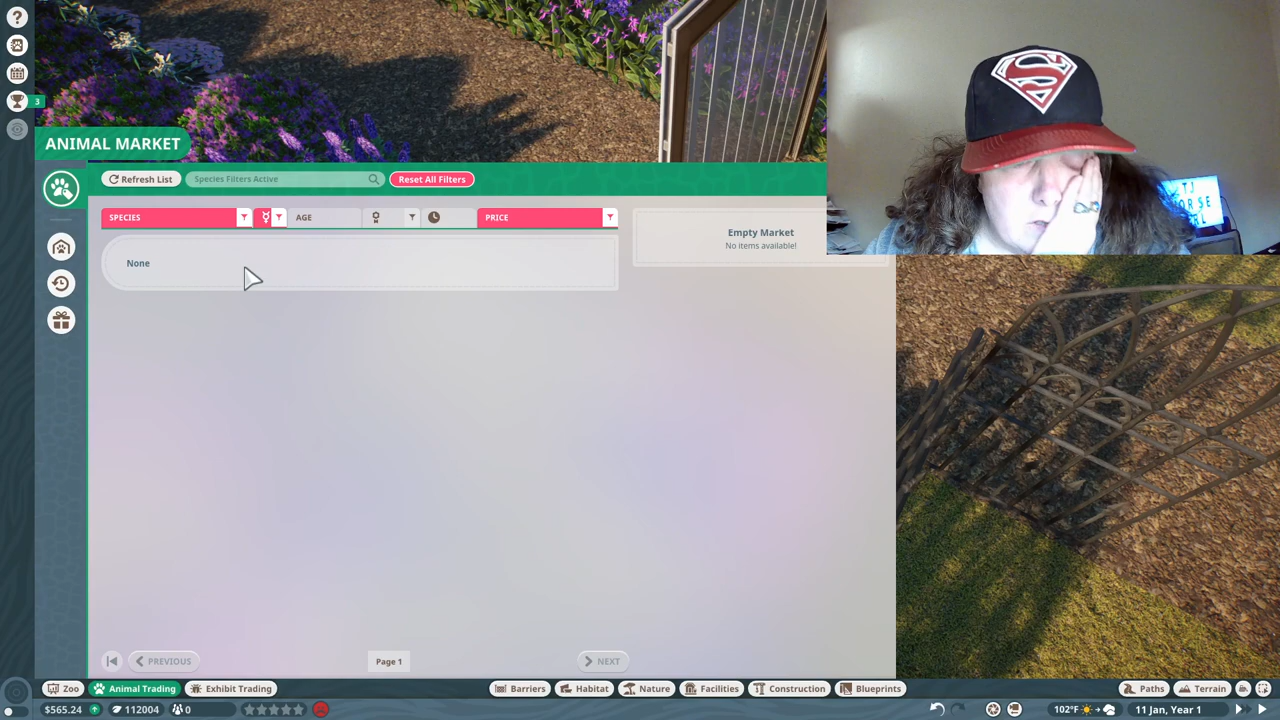 3
ANIMAL MARKET
Refresh List
Species Filters Active
Reset All Filters
SPECIES
AGE
PRICE
Empty Market
No items available!
None
TJ
PREVIOUS
Page 1
NEXT
Zoo
Animal Trading
Exhibit Trading
Barriers
Habitat
Nature
Facilities
Construction
Blueprints
Paths
Terrain
$565.24
112004
0
102°F
11 Jan, Year 1